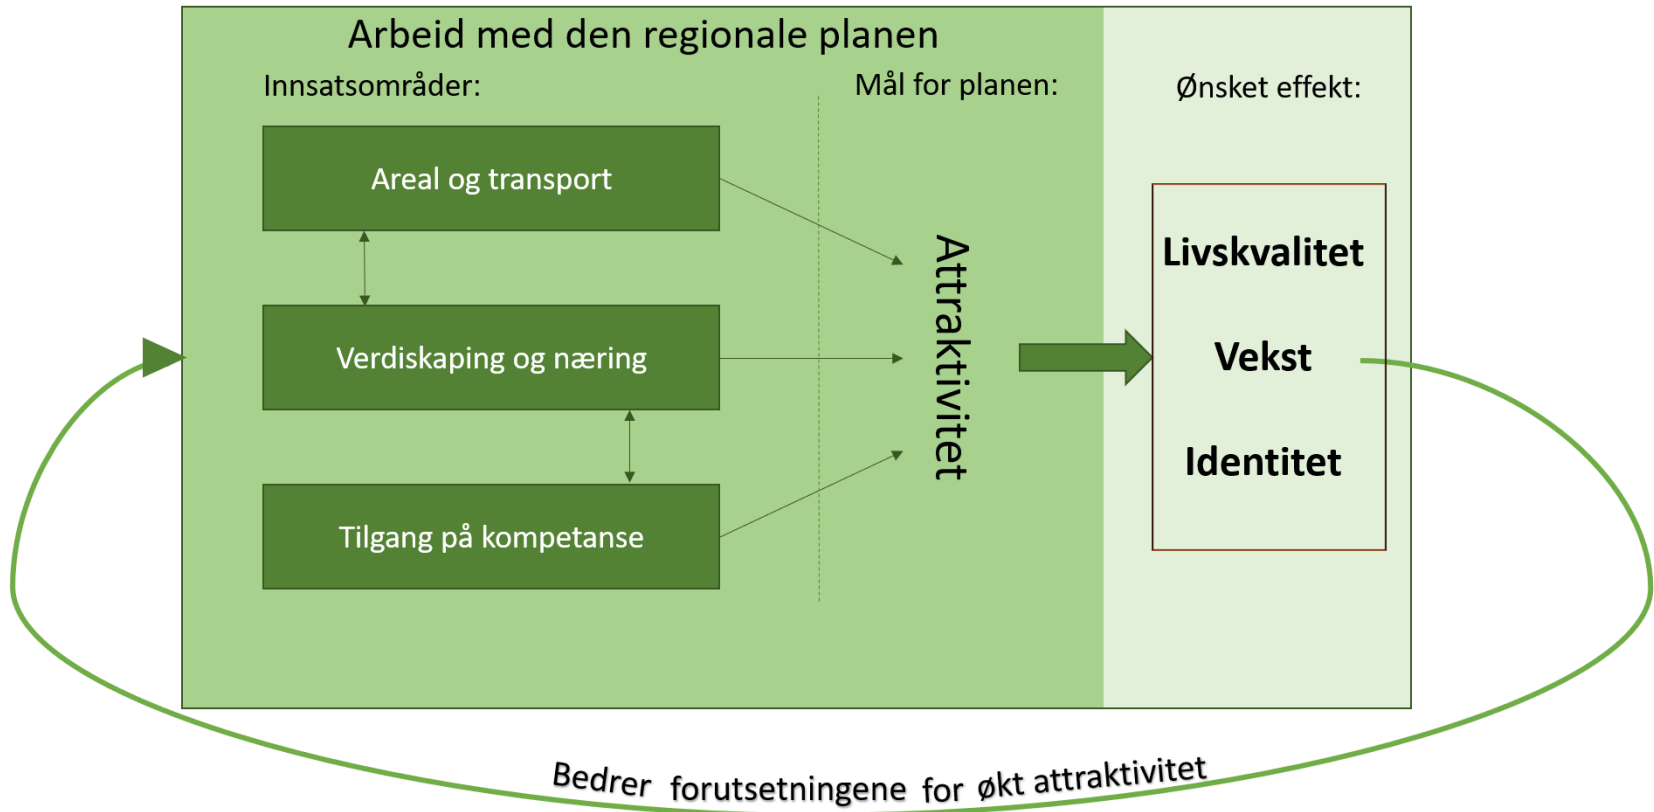 Arbeid med den regionale planen
Innsatsområder:
Mål for planen:
Ønsket effekt:
Areal og transport
Verdiskaping og næring
Tilgang på kompetanse
Attraktivitet
Livskvalitet
Vekst
Identitet
Bedrer forutsetningene for økt attraktivitet